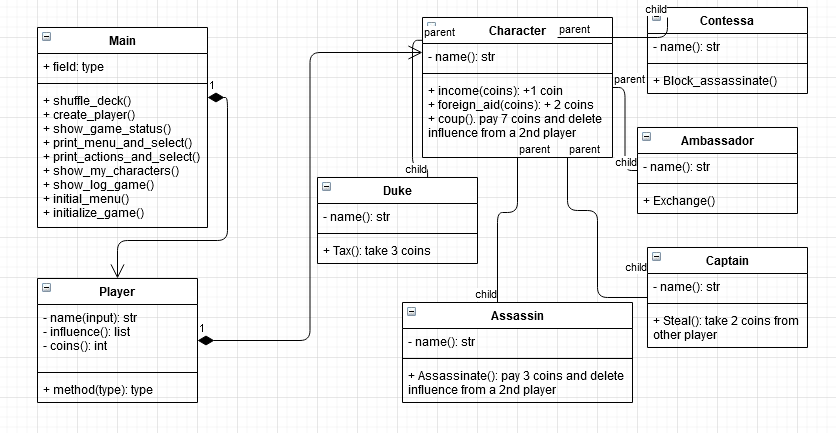 Main
+ field: type
+ shuffle_deck()
+ create_player()
+ show_game_status()
+ print_menu_and_select()
+ print_actions_and_select()
+ show_my_characters()
+ show_log_game()
+ initial_menu()
+ initialize_game()
1
Player
- name(input): str
- influence(): list
- coins(): int
+ method(type): type
1
parent
Character
parent
- name(): str
+ income(coins): +1 coin
+ foreign_aid(coins): + 2 coins
+ coup(). pay 7 coins and delete
influence from a 2nd player
parent
parent
parent
child
Contessa
- name(): str
+ Block_assassinate()
child
Ambassador
- name(): str
+ Exchange()
child
Duke
- name(): str
+ Tax(): take 3 coins
child
Captain
- name(): str
+ Steal(): take 2 coins from
other player
child
Assassin
- name(): str
+ Assassinate(): pay 3 coins and delete
influence from a 2nd player